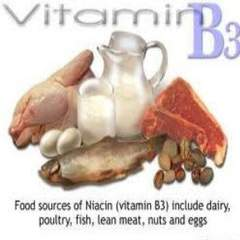 Vitamin B3
Food sources of Niacin (vitamin B3) include dairy,
poultry, fish, lean meat, nuts and eggs